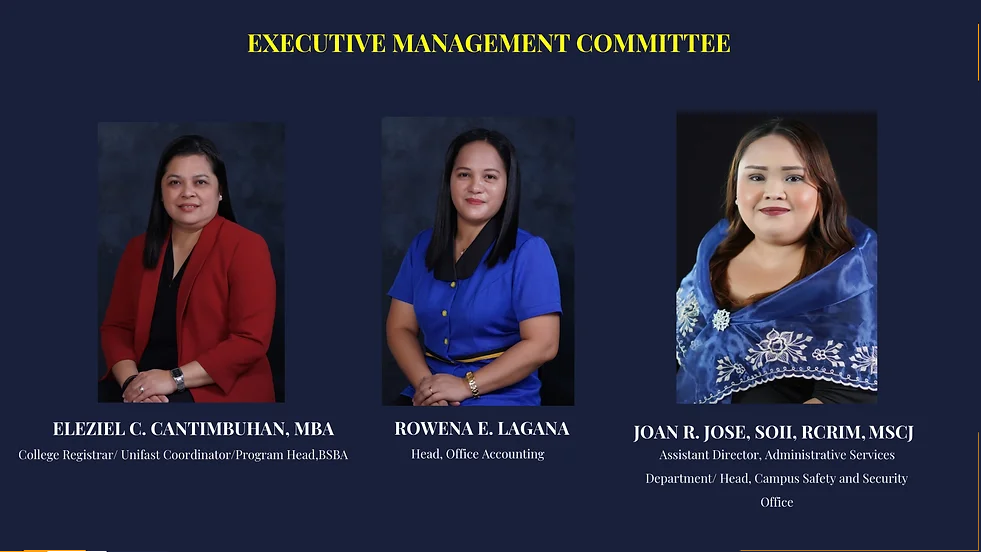 EXECUTIVE MANAGEMENT COMMITTEE
ELEZIEL C. CANTIMBUHAN, MBA
College Registrar/ Unifast Coordinator/Program Head,BSBA
ROWENA E. LAGANA
Head, Office Accounting
JOAN R. JOSE, SOII, RCRIM, MSCJ
Assistant Director, Administrative Services
Department/ Head, Campus Safety and Security
Office